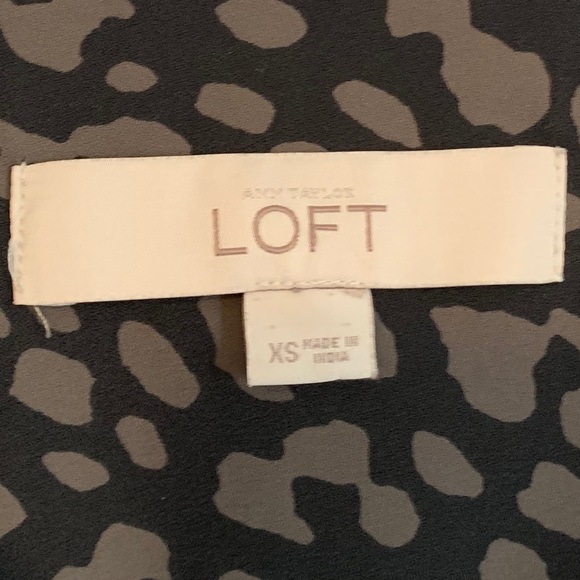 ANN TAYLOR
LOFT
XS MADE IN
INDIA